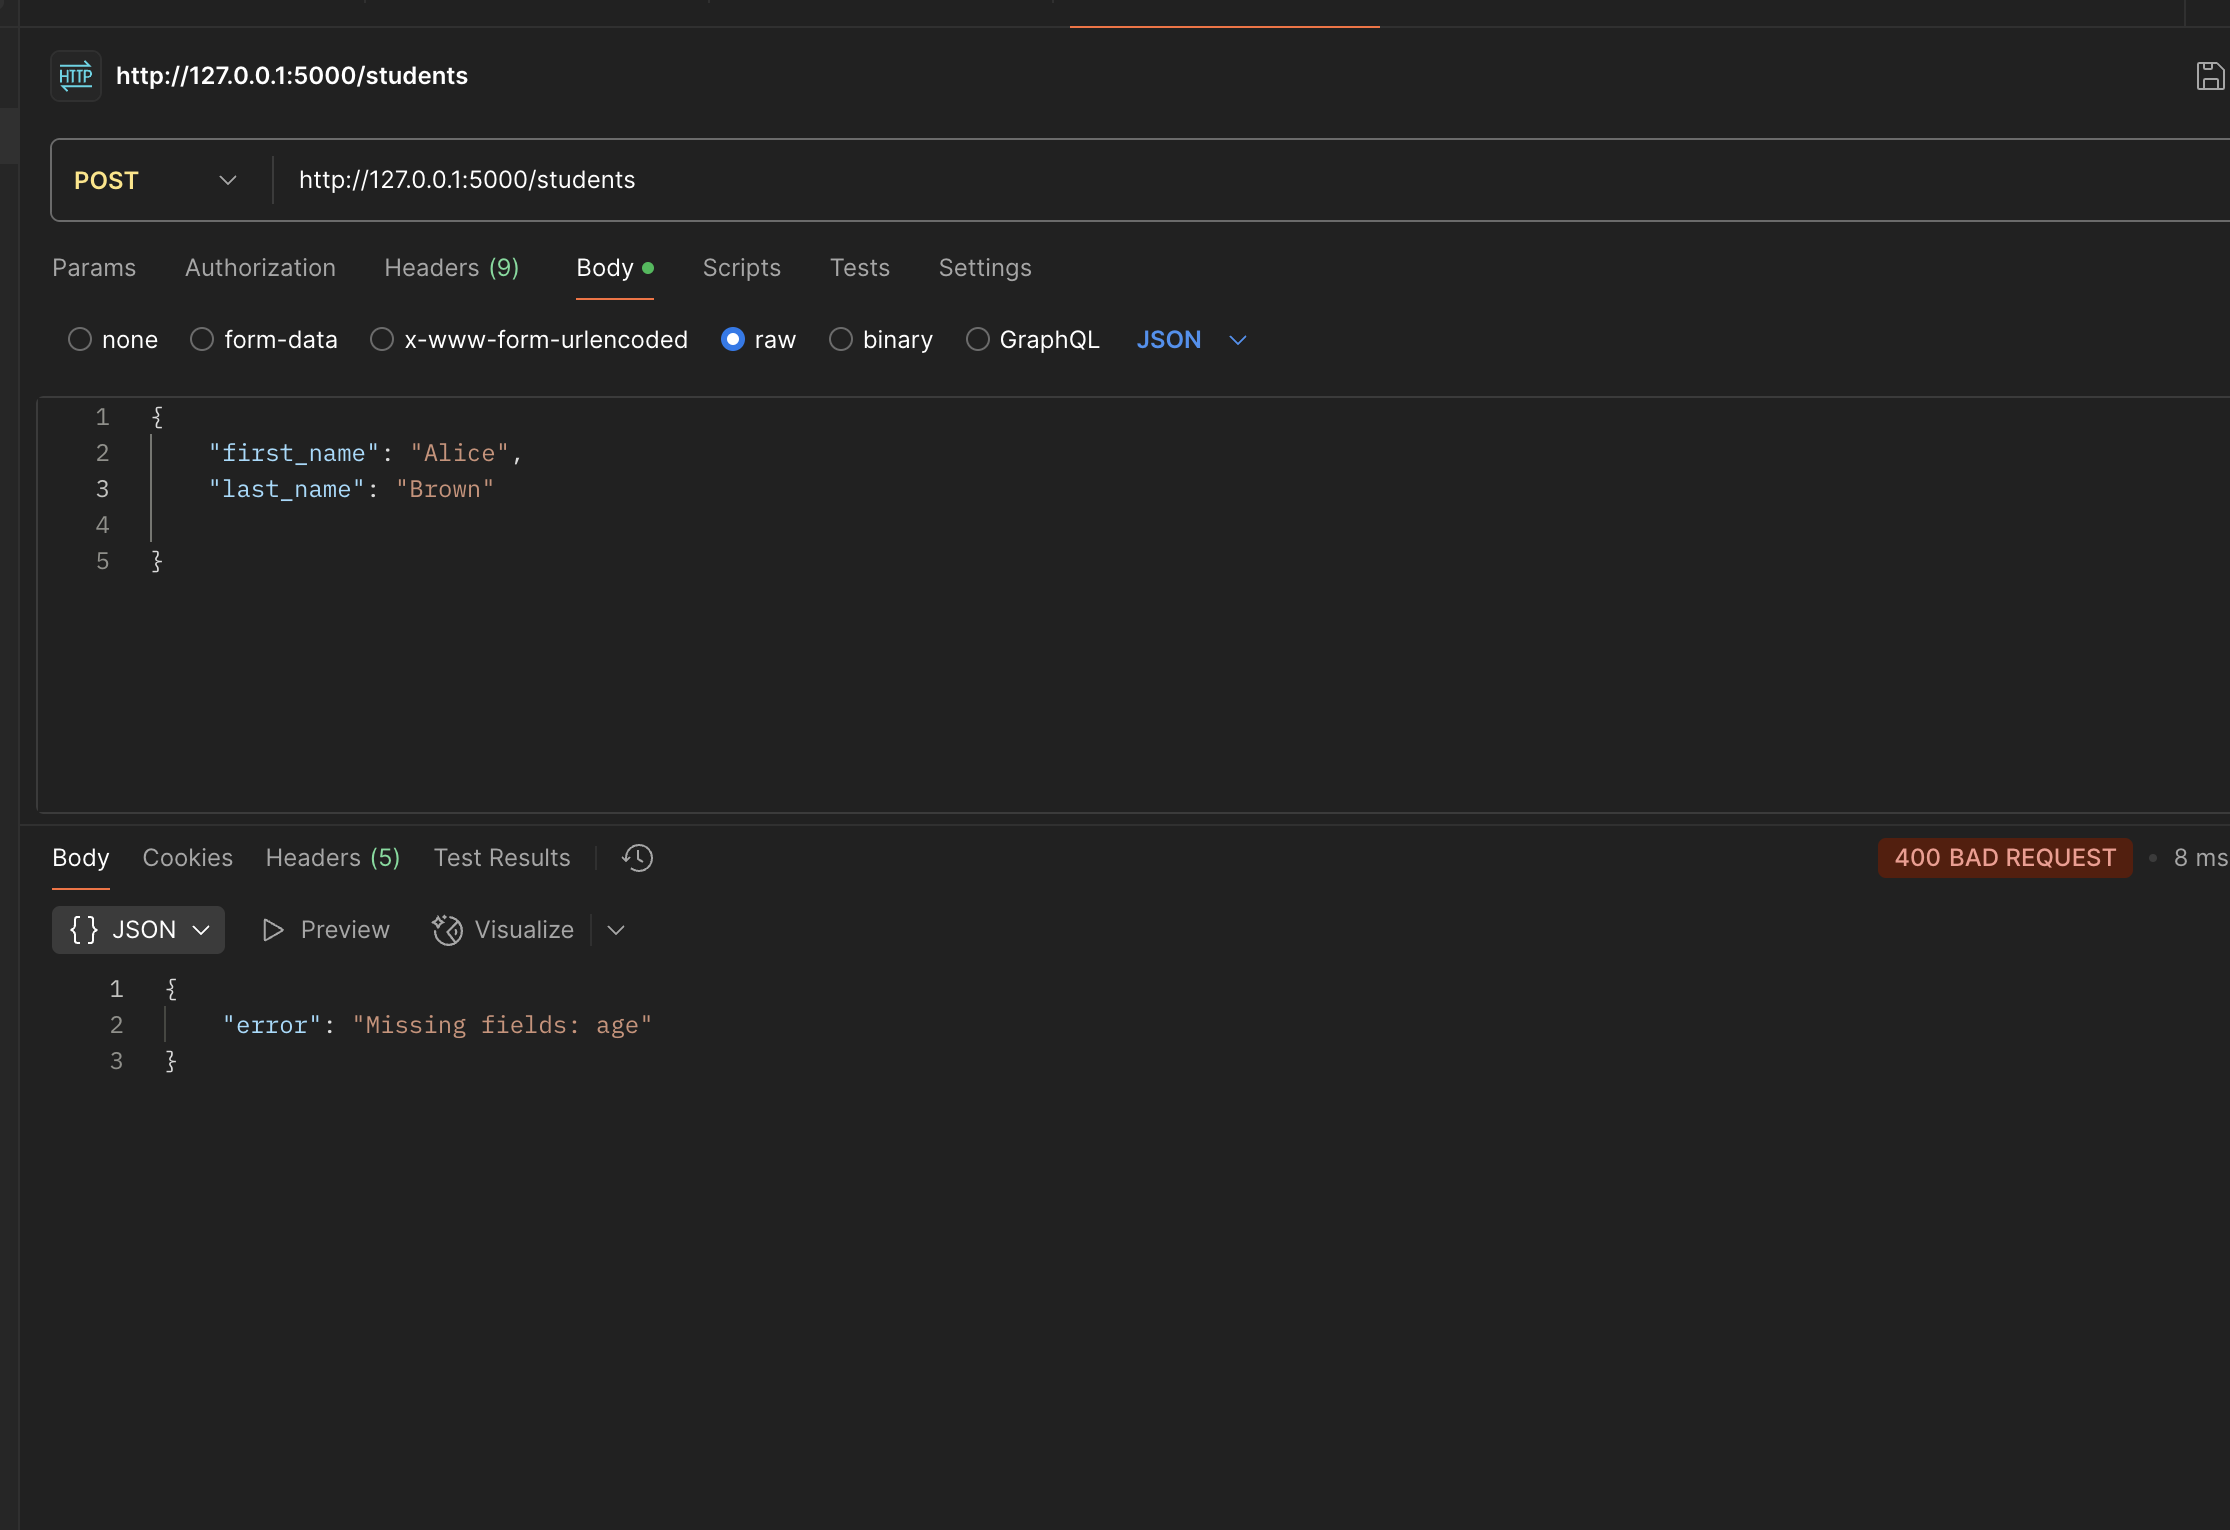 HTTP http://127.0.0.1:5000/students
POST http://127.0.0.1:5000/students
Params Authorization Headers (9) Body Scripts Tests Settings
none form-data x-www-form-urlencoded raw binary GraphQL JSON
1 {
2 "first_name": "Alice",
3 "last_name": "Brown"
4
5 }
Body Cookies Headers (5) Test Results 400 BAD REQUEST • 8 ms
{} JSON Preview Visualize
1 {
2 "error": "Missing fields: age"
3 }